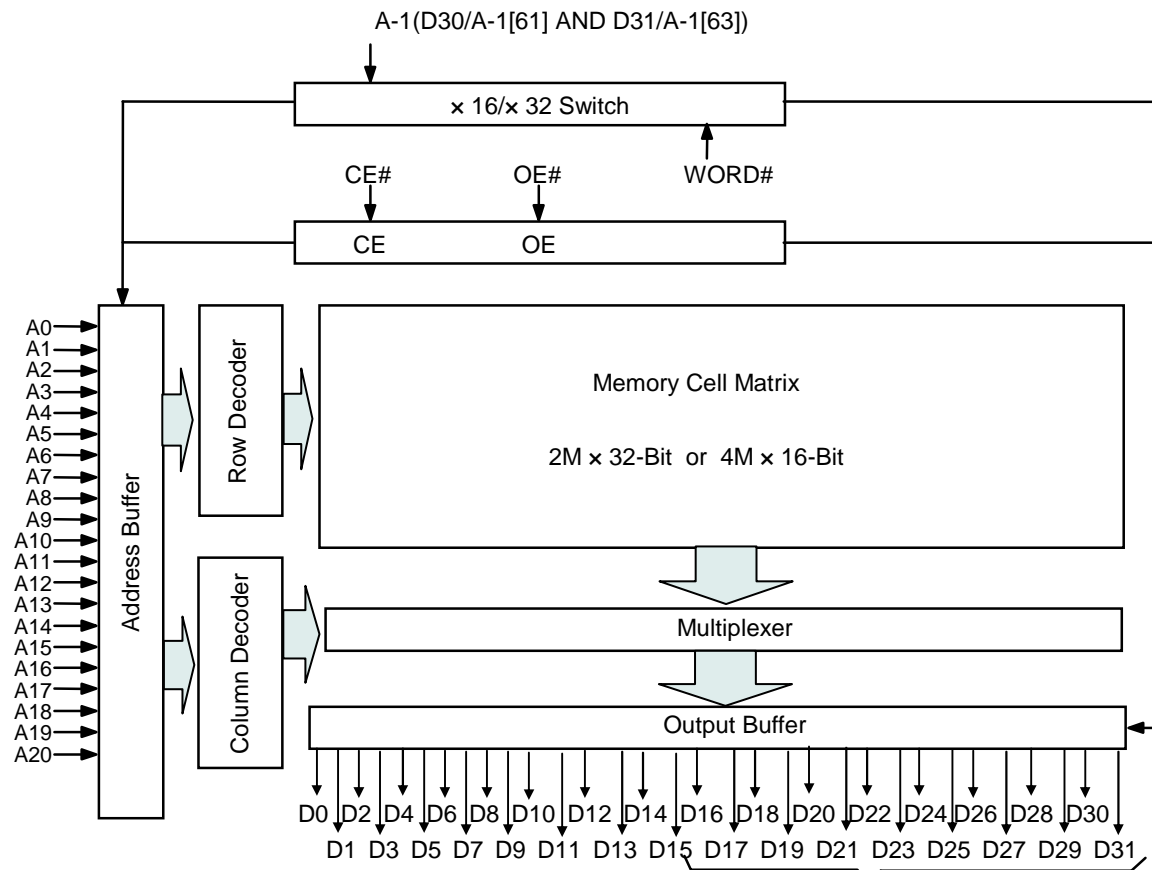 A-1(D30/A-1[61] AND D31/A-1[63])
× 16/× 32 Switch
CE# OE# WORD#
CE OE
A0
A1
A2
A3
A4
A5
A6
A7
A8
A9
A10
A11
A12
A13
A14
A15
A16
A17
A18
A19
A20
Address Buffer
Row Decoder
Column Decoder
Memory Cell Matrix
2M × 32-Bit or 4M × 16-Bit
Multiplexer
Output Buffer
D0 D2 D4 D6 D8 D10 D12 D14 D16 D18 D20 D22 D24 D26 D28 D30
D1 D3 D5 D7 D9 D11 D13 D15 D17 D19 D21 D23 D25 D27 D29 D31